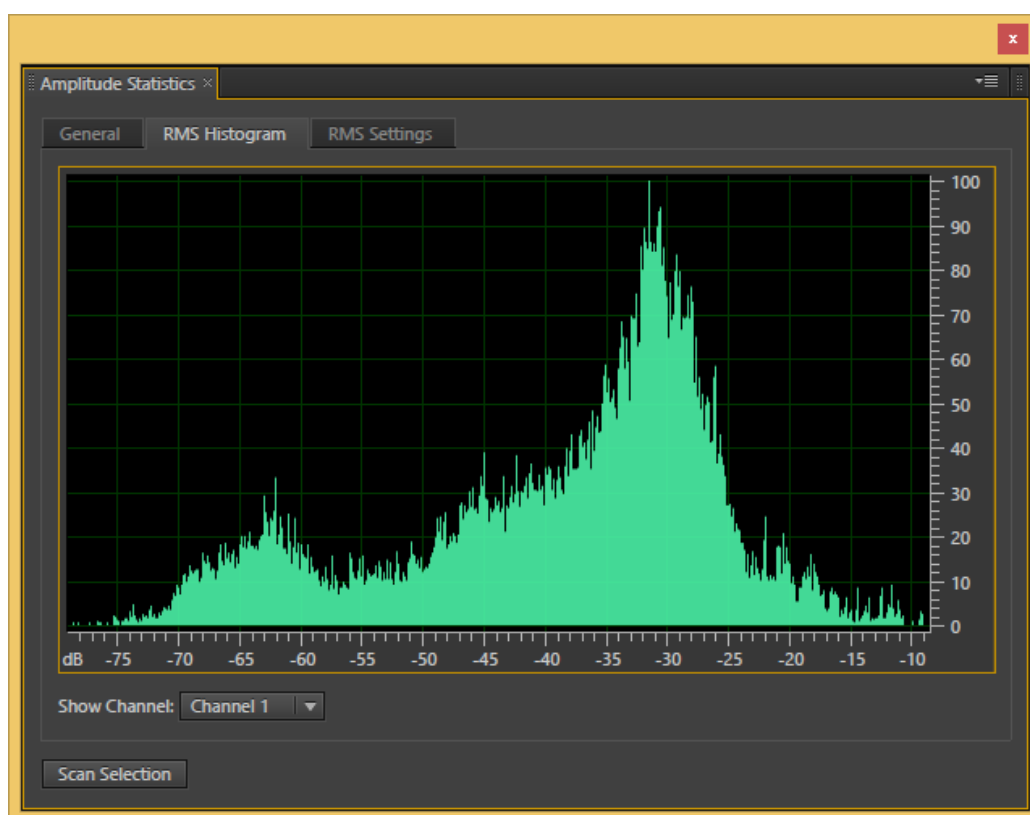 x
Amplitude Statistics ×
General RMS Histogram RMS Settings
100
90
80
70
60
50
40
30
20
10
0
dB -75 -70 -65 -60 -55 -50 -45 -40 -35 -30 -25 -20 -15 -10
Show Channel: Channel 1
Scan Selection